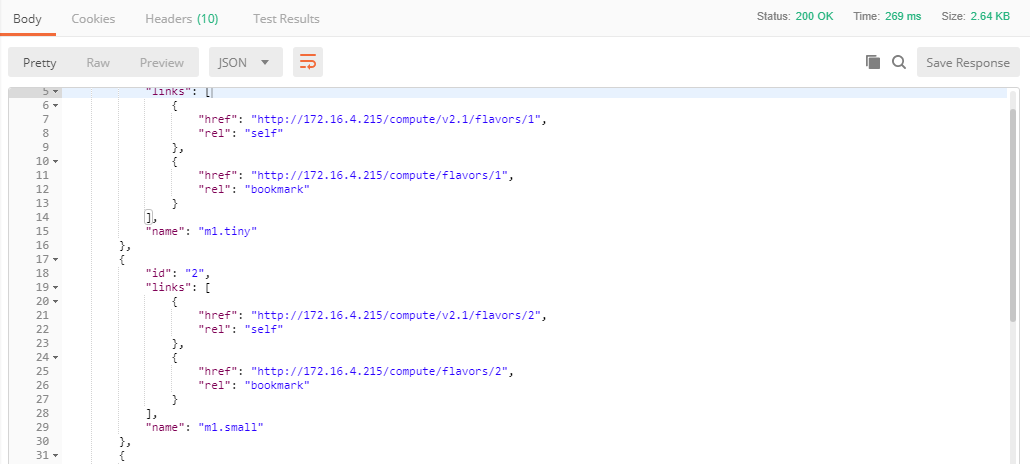 Body Cookies Headers (10) Test Results Status: 200 OK Time: 269 ms Size: 2.64 KB
Pretty Raw Preview JSON Save Response
5 "links": [
6 {
7 "href": "http://172.16.4.215/compute/v2.1/flavors/1",
8 "rel": "self"
9 },
10 {
11 "href": "http://172.16.4.215/compute/flavors/1",
12 "rel": "bookmark"
13 }
14 ],
15 "name": "m1.tiny"
16 },
17 {
18 "id": "2",
19 "links": [
20 {
21 "href": "http://172.16.4.215/compute/v2.1/flavors/2",
22 "rel": "self"
23 },
24 {
25 "href": "http://172.16.4.215/compute/flavors/2",
26 "rel": "bookmark"
27 }
28 ],
29 "name": "m1.small"
30 },
31 {